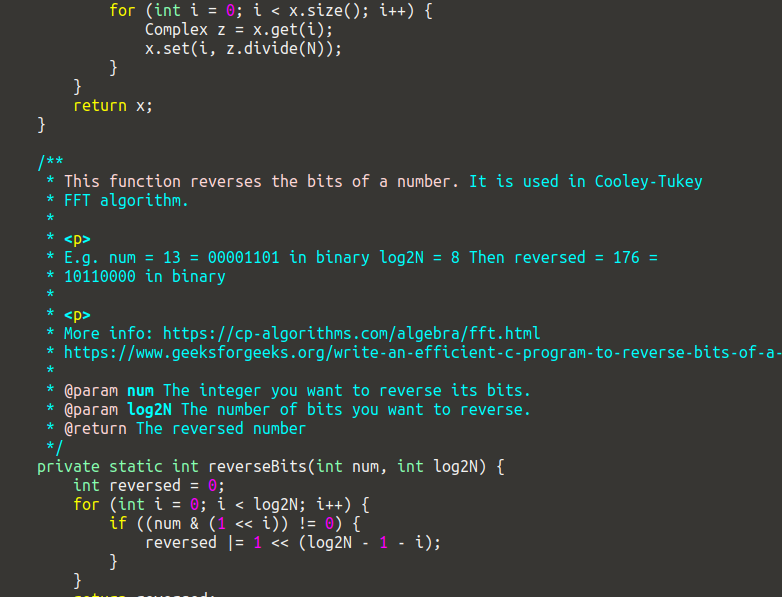 for (int i = 0; i < x.size(); i++) {
Complex z = x.get(i);
x.set(i, z.divide(N));
}
}
return x;
}
/**
* This function reverses the bits of a number. It is used in Cooley-Tukey
* FFT algorithm.
*
* <p>
* E.g. num = 13 = 00001101 in binary log2N = 8 Then reversed = 176 =
* 10110000 in binary
*
* <p>
* More info: https://cp-algorithms.com/algebra/fft.html
* https://www.geeksforgeeks.org/write-an-efficient-c-program-to-reverse-bits-of-a-
*
* @param num The integer you want to reverse its bits.
* @param log2N The number of bits you want to reverse.
* @return The reversed number
*/
private static int reverseBits(int num, int log2N) {
int reversed = 0;
for (int i = 0; i < log2N; i++) {
if ((num & (1 << i)) != 0) {
reversed |= 1 << (log2N - 1 - i);
}
}
return reversed;